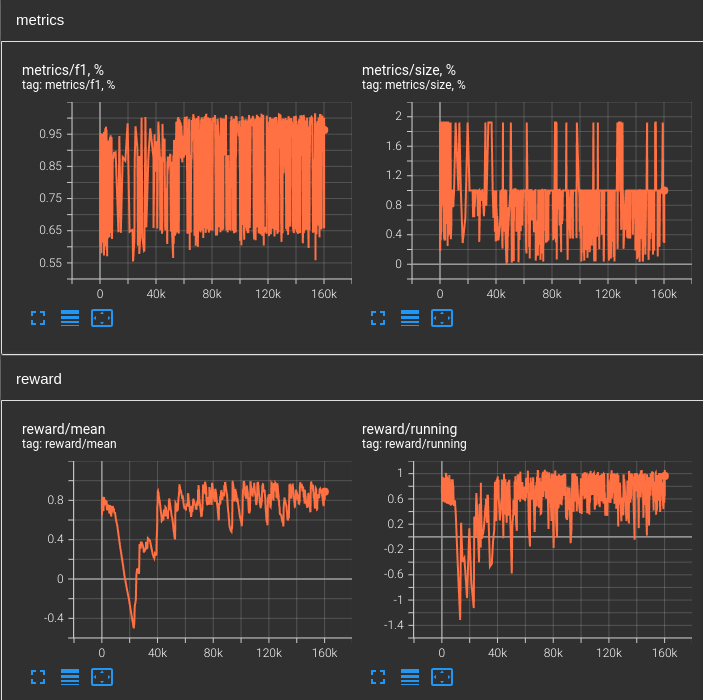 metrics
metrics/f1, %
tag: metrics/f1, %
0.95
0.85
0.75
0.65
0.55
0
40k
80k
120k
160k
metrics/size, %
tag: metrics/size, %
2
1.6
1.2
0.8
0.4
0
0
40k
80k
120k
160k
reward
reward/mean
tag: reward/mean
0.8
0.4
0
-0.4
0
40k
80k
120k
160k
reward/running
tag: reward/running
1
0.6
0.2
-0.2
-0.6
-1
-1.4
0
40k
80k
120k
160k